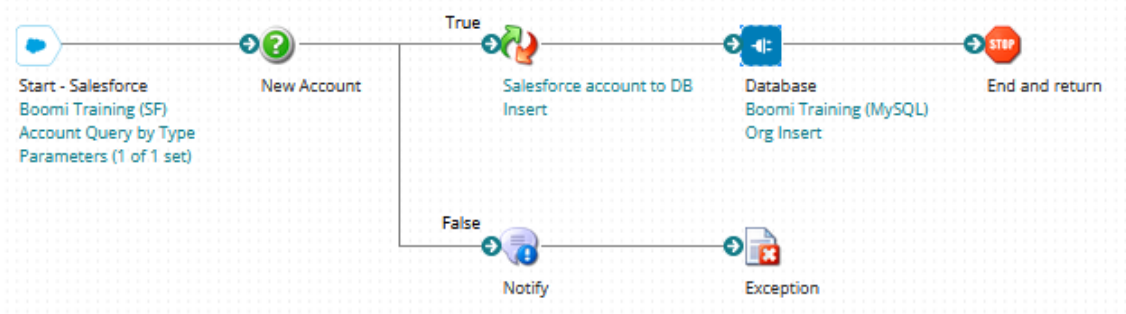 True
Start - Salesforce
Boomi Training (SF)
Account Query by Type
Parameters (1 of 1 set)
New Account
Salesforce account to DB
Insert
Database
Boomi Training (MySQL)
Org Insert
STOP
End and return
False
Notify
Exception